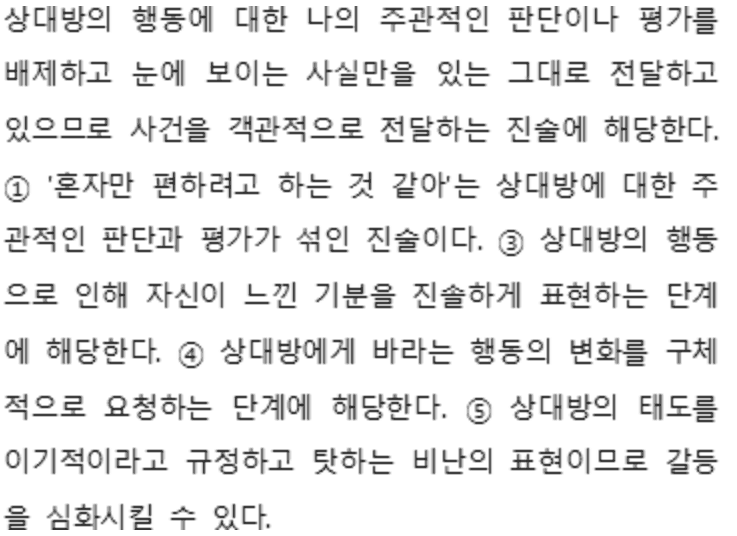 상대방의 행동에 대한 나의 주관적인 판단이나 평가를
배제하고 눈에 보이는 사실만을 있는 그대로 전달하고
있으므로 사건을 객관적으로 전달하는 진술에 해당한다.
① '혼자만 편하려고 하는 것 같아'는 상대방에 대한 주
관적인 판단과 평가가 섞인 진술이다. ③ 상대방의 행동
으로 인해 자신이 느낀 기분을 진솔하게 표현하는 단계
에 해당한다. ④ 상대방에게 바라는 행동의 변화를 구체
적으로 요청하는 단계에 해당한다. ⑤ 상대방의 태도를
이기적이라고 규정하고 탓하는 비난의 표현이므로 갈등
을 심화시킬 수 있다.